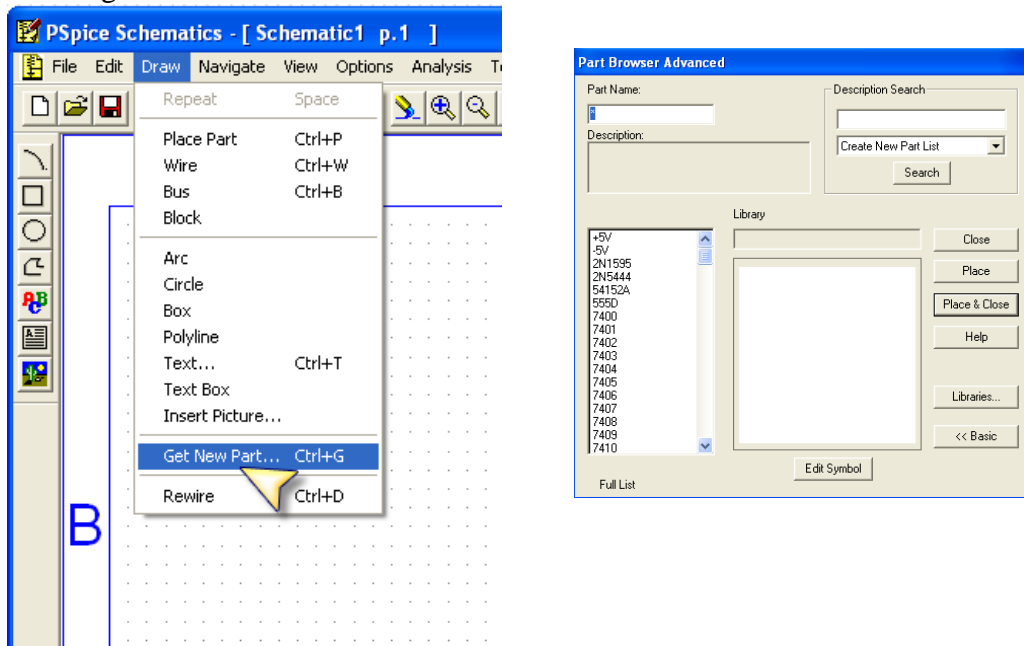 PSpice Schematics - [ Schematic1 p.1 ]
File Edit Draw Navigate View Options Analysis
Repeat Space
Place Part Ctrl+P
Wire Ctrl+W
Bus Ctrl+B
Block
Arc
Circle
Box
Polyline
Text... Ctrl+T
Text Box
Insert Picture...
Get New Part... Ctrl+G
Rewire Ctrl+D
ABC
A
B
Part Browser Advanced
Part Name:
*
Description:
Description Search
Create New Part List
Search
Library
+5V
-5V
2N1595
2N5444
54152A
555D
7400
7401
7402
7403
7404
7405
7406
7407
7408
7409
7410
Full List
Close
Place
Place & Close
Help
Libraries...
<< Basic
Edit Symbol